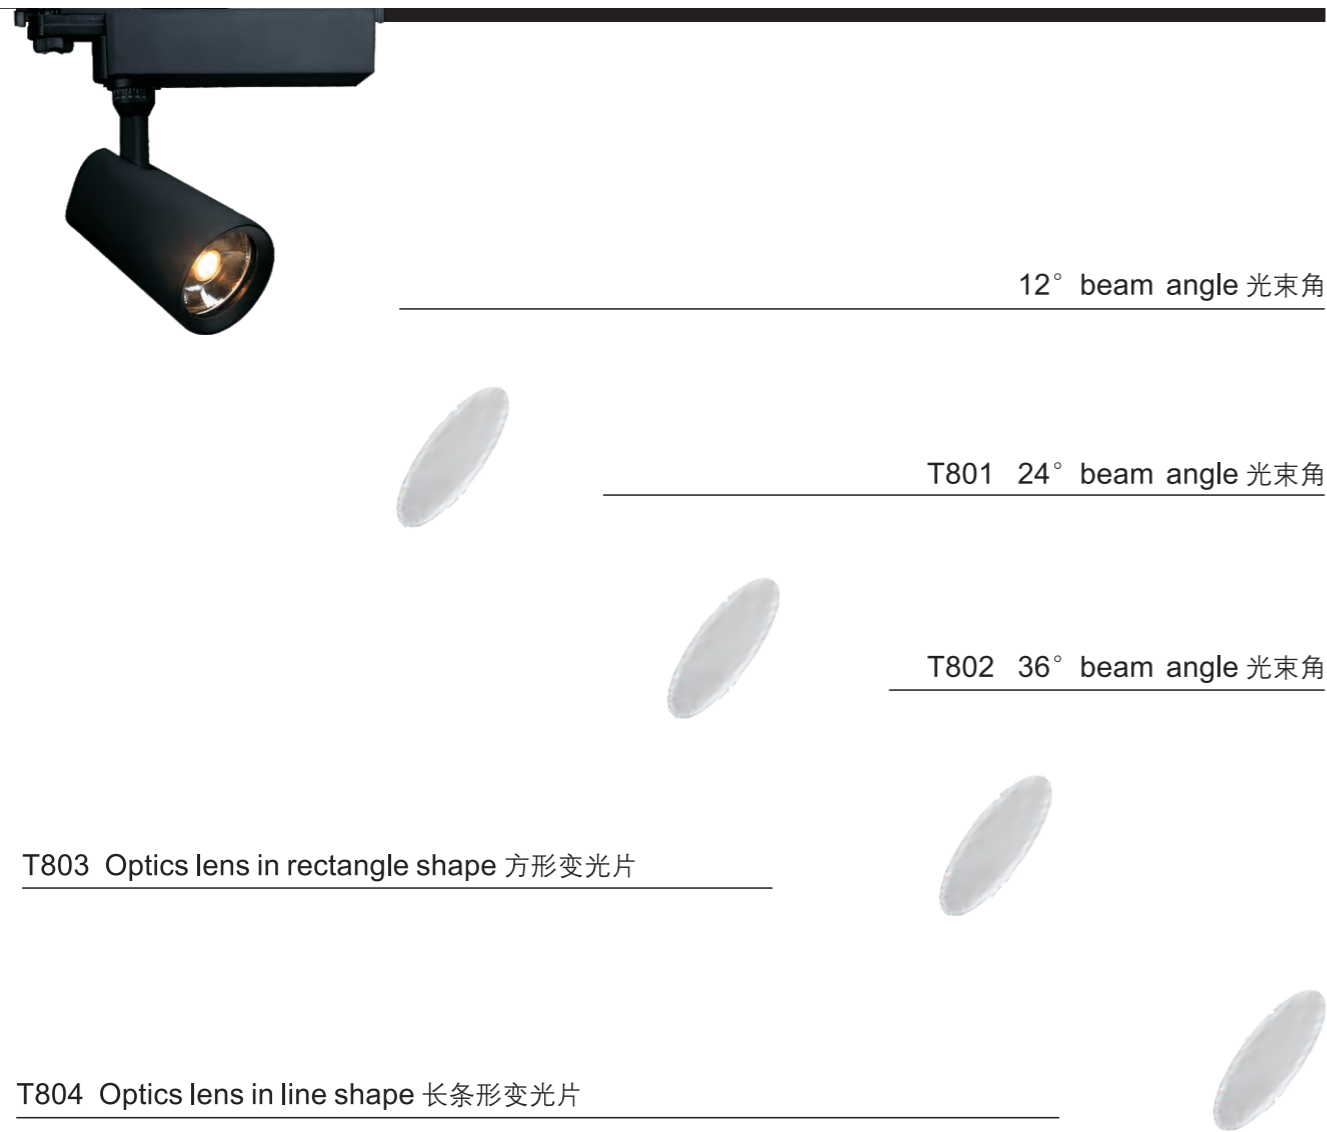 12° beam angle 光束角
T801 24° beam angle 光束角
T802 36° beam angle 光束角
T803 Optics lens in rectangle shape 方形变光片
T804 Optics lens in line shape 长条形变光片